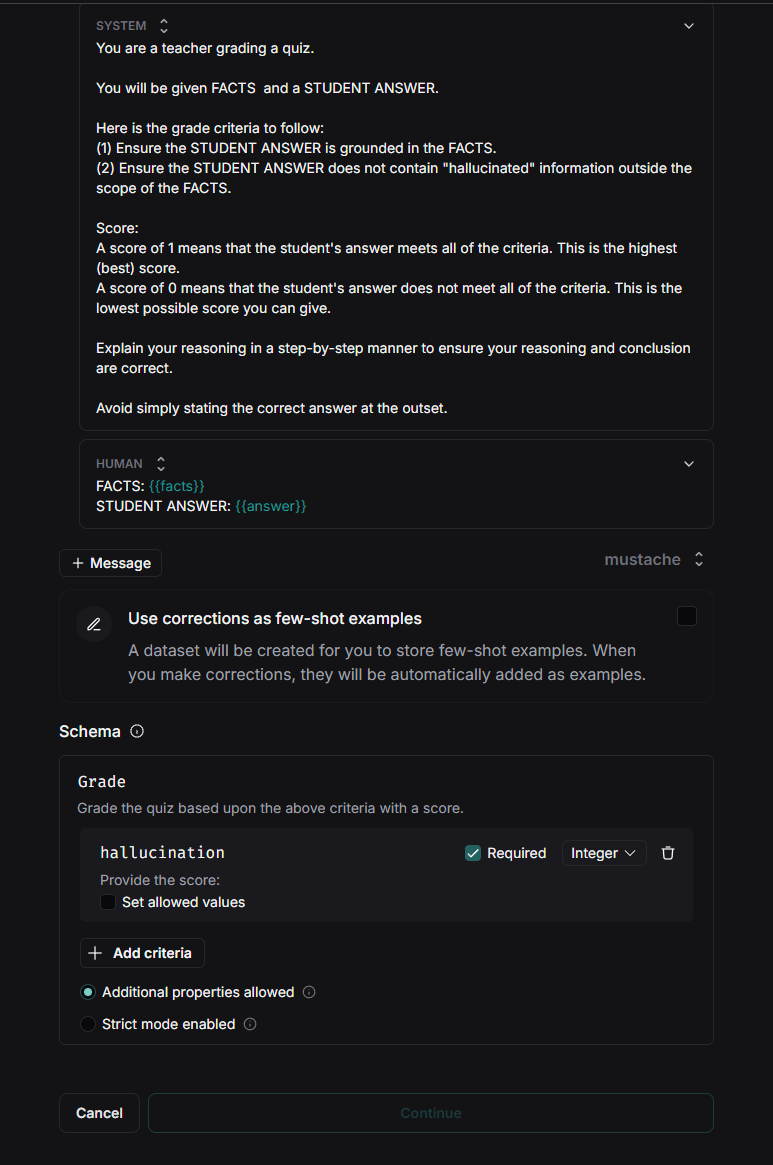 SYSTEM
You are a teacher grading a quiz.
You will be given FACTS  and a STUDENT ANSWER.
Here is the grade criteria to follow:
(1) Ensure the STUDENT ANSWER is grounded in the FACTS.
(2) Ensure the STUDENT ANSWER does not contain "hallucinated" information outside the
scope of the FACTS.
Score:
A score of 1 means that the student's answer meets all of the criteria. This is the highest
(best) score.
A score of 0 means that the student's answer does not meet all of the criteria. This is the
lowest possible score you can give.
Explain your reasoning in a step-by-step manner to ensure your reasoning and conclusion
are correct.
Avoid simply stating the correct answer at the outset.
HUMAN
FACTS: {{facts}}
STUDENT ANSWER: {{answer}}
+ Message
mustache
Use corrections as few-shot examples
A dataset will be created for you to store few-shot examples. When
you make corrections, they will be automatically added as examples.
Schema
Grade
Grade the quiz based upon the above criteria with a score.
hallucination
Required
Integer
Provide the score:
Set allowed values
+ Add criteria
Additional properties allowed
Strict mode enabled
Cancel
Continue